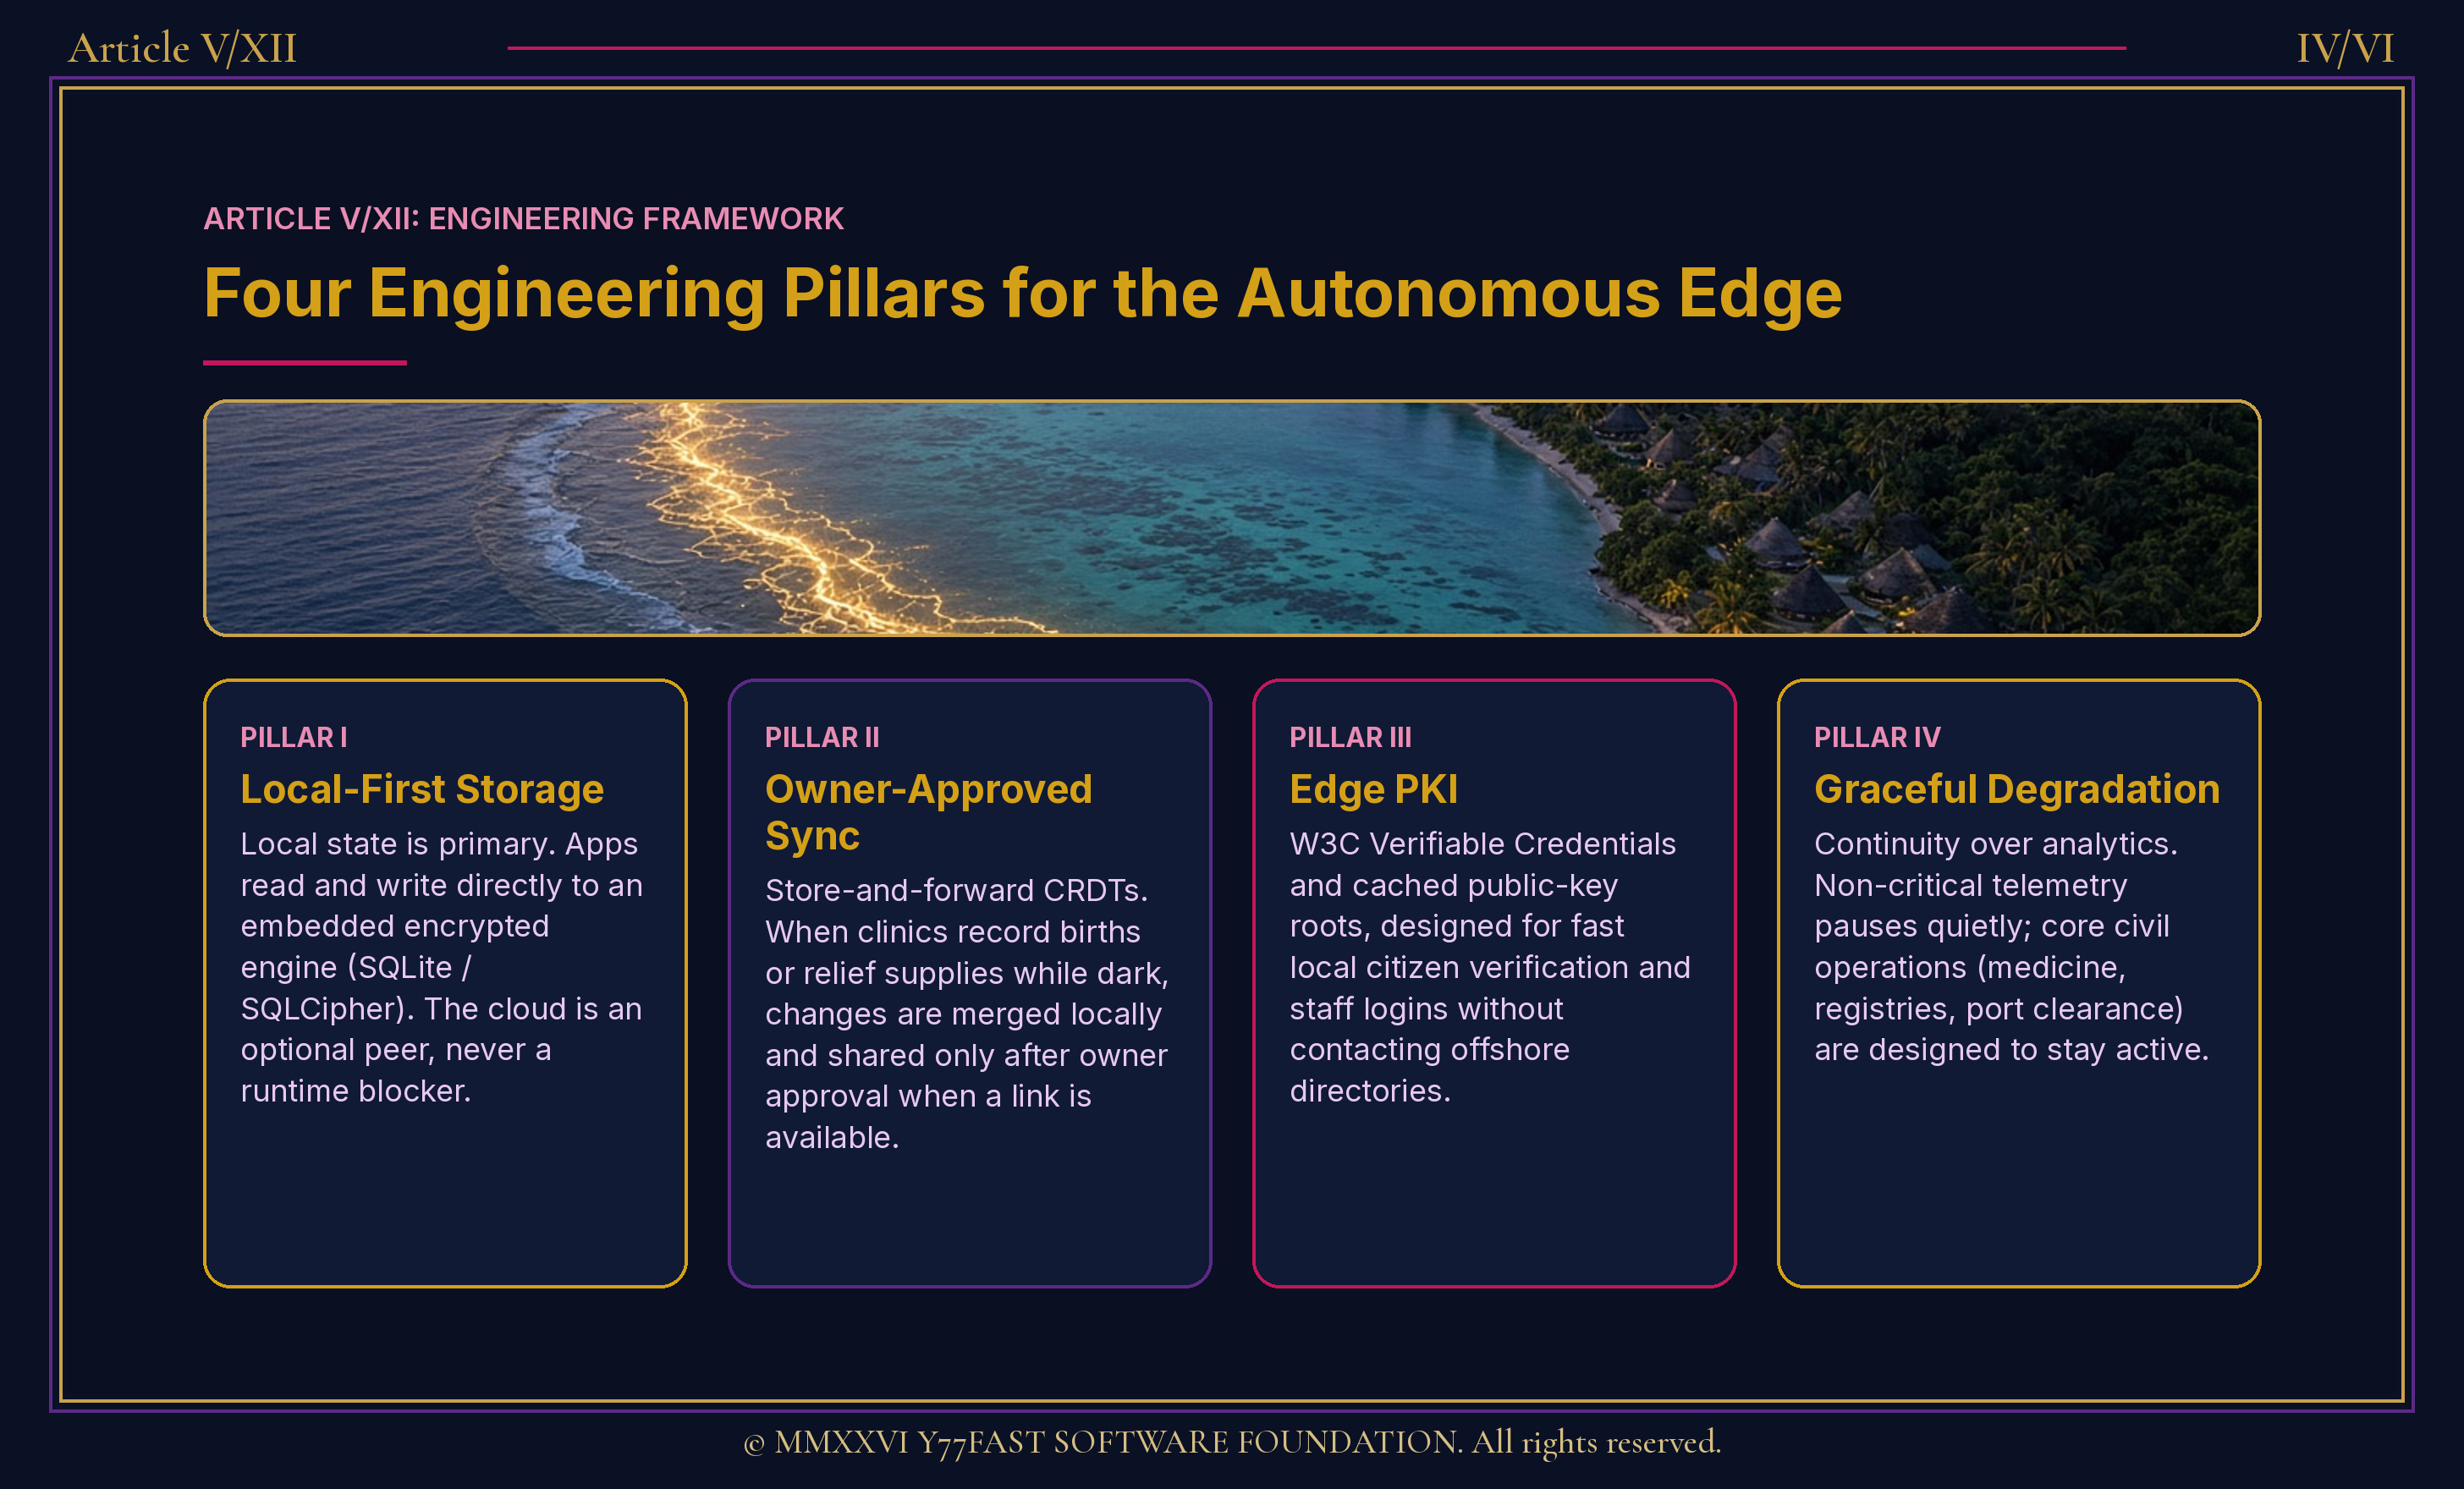 Article V/XII
IV/VI
ARTICLE V/XII: ENGINEERING FRAMEWORK
Four Engineering Pillars for the Autonomous Edge
PILLAR I
Local-First Storage
Local state is primary. Apps
read and write directly to an
embedded encrypted
engine (SQLite /
SQLCipher). The cloud is an
optional peer, never a
runtime blocker.
PILLAR II
Owner-Approved
Sync
Store-and-forward CRDTs.
When clinics record births
or relief supplies while dark,
changes are merged locally
and shared only after owner
approval when a link is
available.
PILLAR III
Edge PKI
W3C Verifiable Credentials
and cached public-key
roots, designed for fast
local citizen verification and
staff logins without
contacting offshore
directories.
PILLAR IV
Graceful Degradation
Continuity over analytics.
Non-critical telemetry
pauses quietly; core civil
operations (medicine,
registries, port clearance)
are designed to stay active.
© MMXXVI Y77FAST SOFTWARE FOUNDATION. All rights reserved.